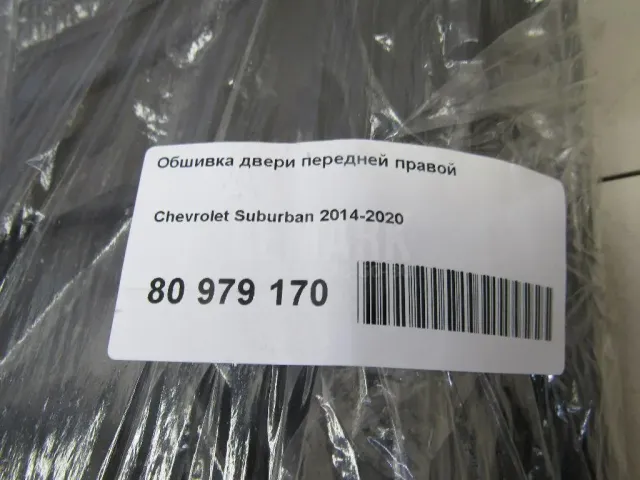 Обшивка двери передней правой
Chevrolet Suburban 2014-2020
80 979 170